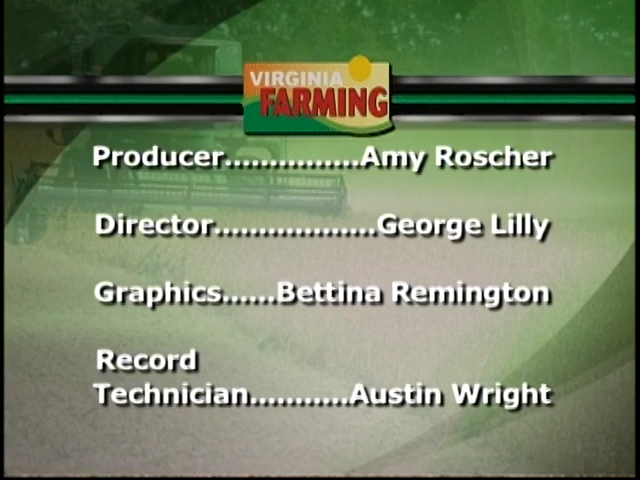 VIRGINIA
FARMING
Producer...............Amy Roscher
Director..................George Lilly
Graphics......Bettina Remington
Record
Technician...........Austin Wright